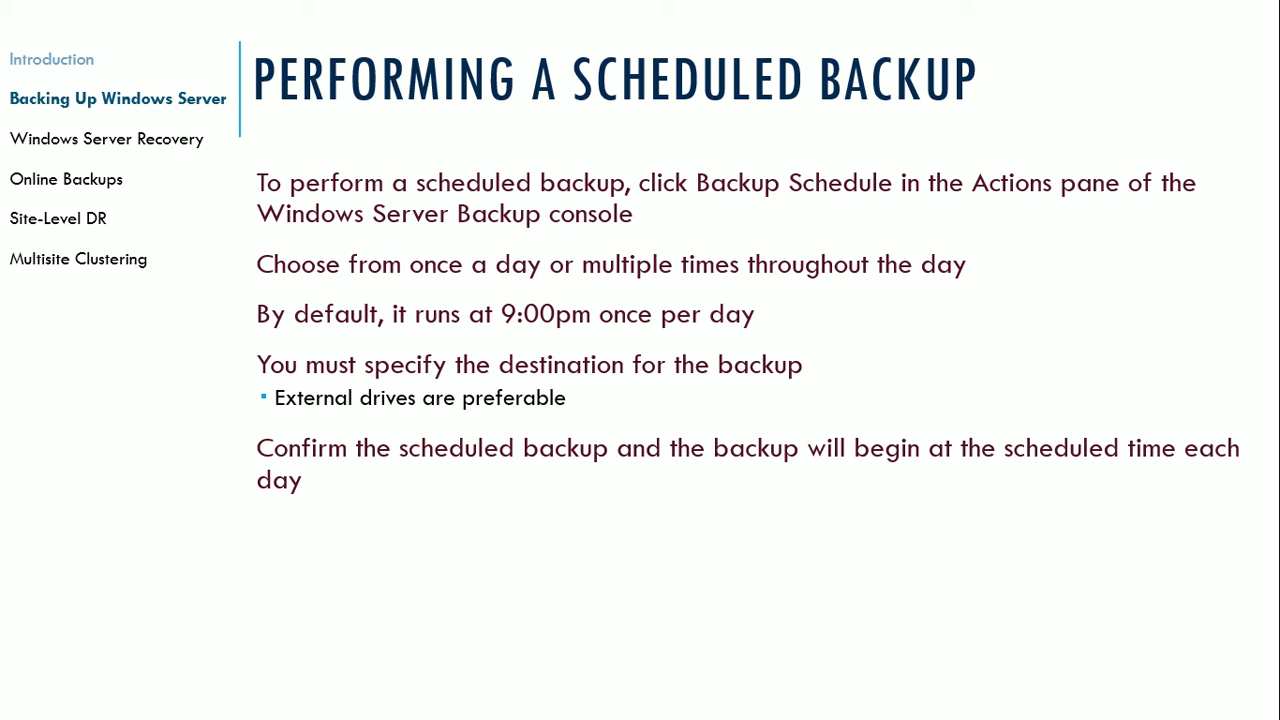 Introduction
Backing Up Windows Server
Windows Server Recovery
Online Backups
Site-Level DR
Multisite Clustering
PERFORMING A SCHEDULED BACKUP
To perform a scheduled backup, click Backup Schedule in the Actions pane of the
Windows Server Backup console
Choose from once a day or multiple times throughout the day
By default, it runs at 9:00pm once per day
You must specify the destination for the backup
▪ External drives are preferable
Confirm the scheduled backup and the backup will begin at the scheduled time each
day